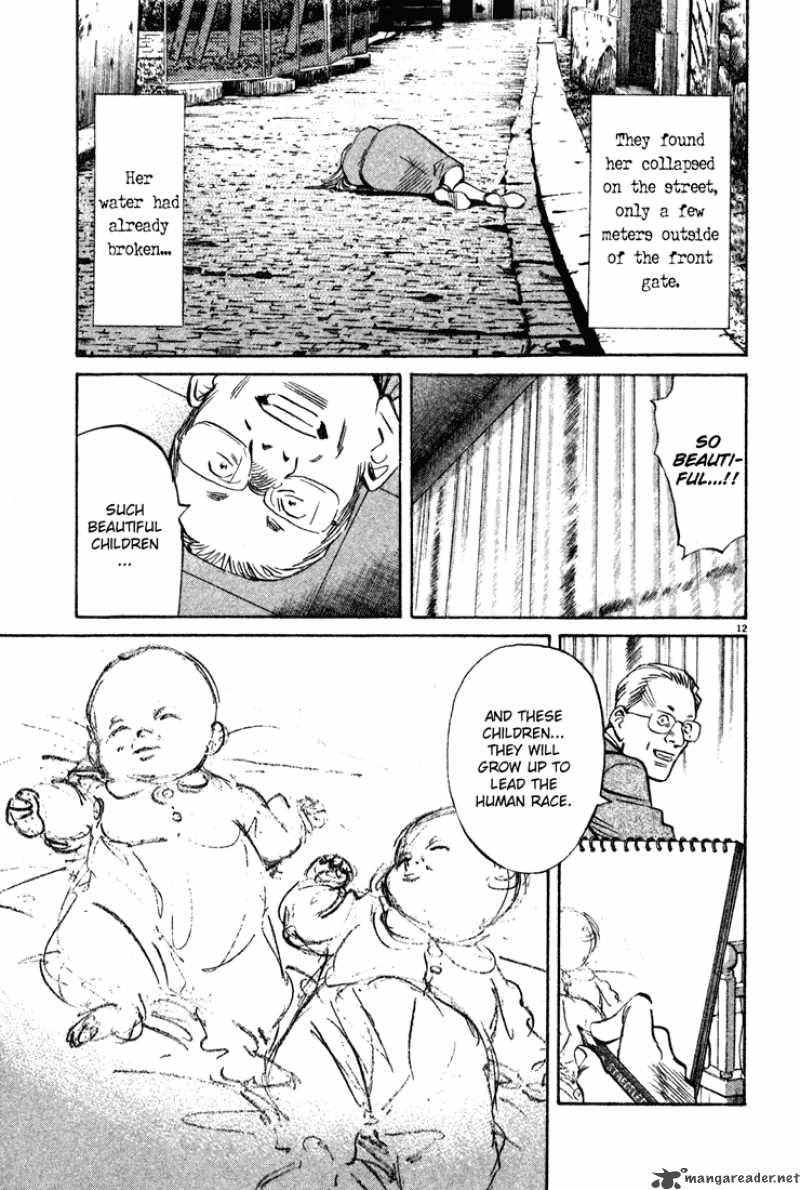 They found
her collapsed
on the street,
only a few
meters outside
of the front
gate.
Her
water had
already
broken...
SO
BEAUTI-
FUL...!!
SUCH
BEAUTIFUL
CHILDREN
...
12
AND THESE
CHILDREN...
THEY WILL
GROW UP TO
LEAD THE
HUMAN RACE.
mangareader.net